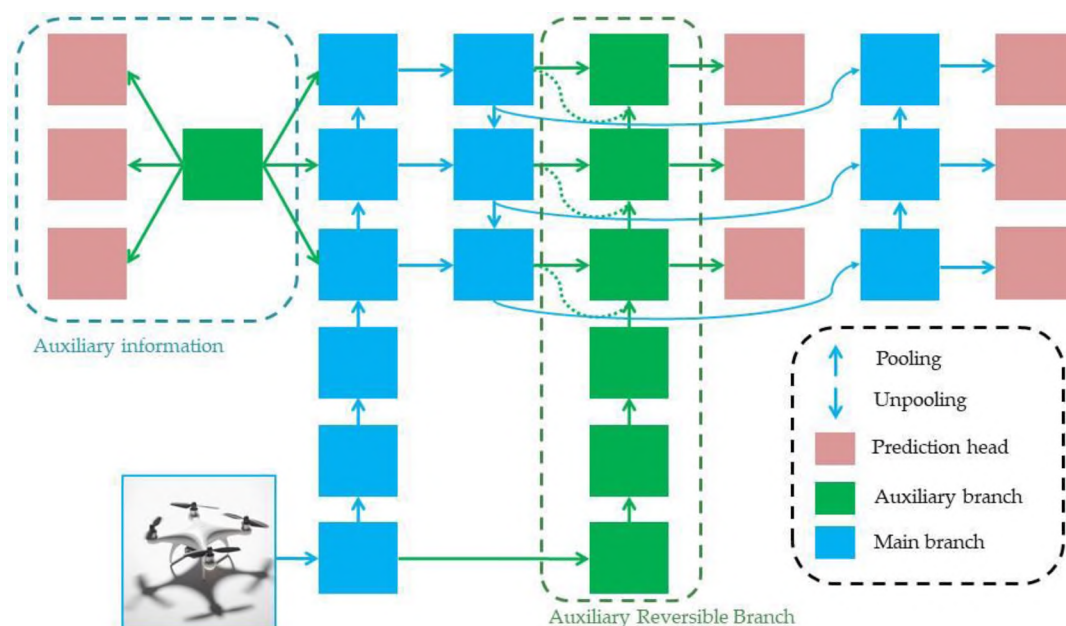 Auxiliary information
Pooling
Unpooling
Prediction head
Auxiliary branch
Main branch
Auxiliary Reversible Branch